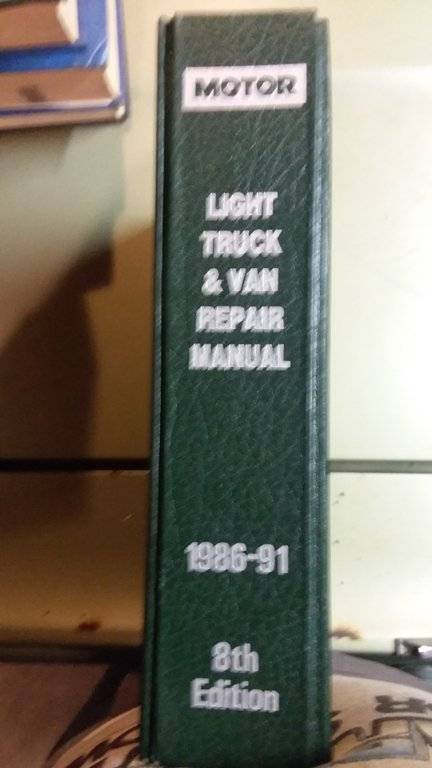 MOTOR
LIGHT
TRUCK
& VAN
REPAIR
MANUAL
1986-91
8th
Edition